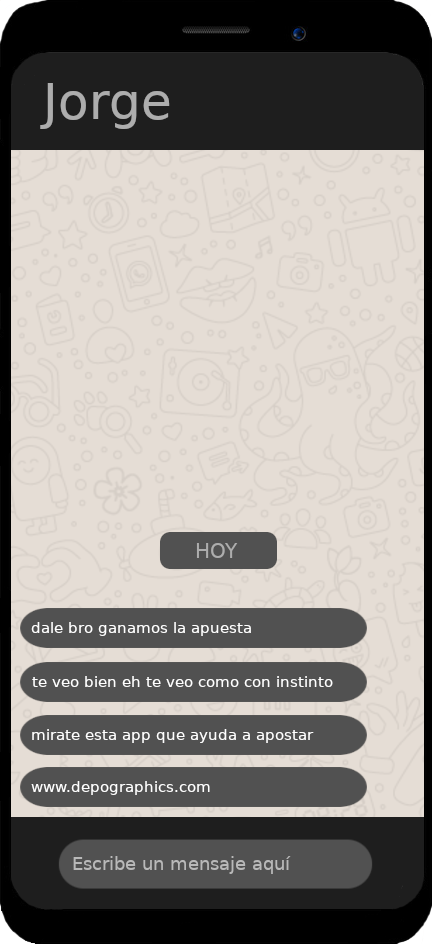 Jorge
HOY
dale bro ganamos la apuesta
te veo bien eh te veo como con instinto
mirate esta app que ayuda a apostar
www.depographics.com
Escribe un mensaje aquí